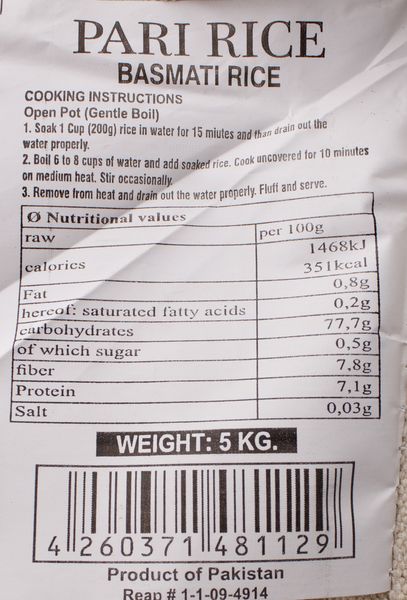 PARI RICE
BASMATI RICE
COOKING INSTRUCTIONS
Open Pot (Gentle Boil)
1. Soak 1 Cup (200g) rice in water for 15 miutes and than drain out the
water properly.
2. Boil 6 to 8 cups of water and add soaked rice. Cook uncovered for 10 minutes
on medium heat. Stir occasionally.
3. Remove from heat and drain out the water properly. Fluff and serve.
Ø Nutritional values
raw per 100g
1468kJ
calories 351kcal
Fat 0,8g
hereof: saturated fatty acids 0,2g
carbohydrates 77,7g
of which sugar 0,5g
fiber 7,8g
Protein 7,1g
Salt 0,03g
WEIGHT: 5 KG.
4 260371 481129
Product of Pakistan
Reap # 1-1-09-4914